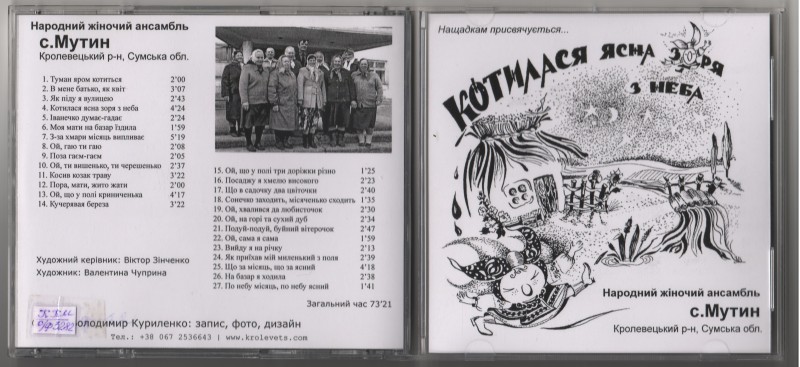 Народний жіночий ансамбль
с.Мутин
Кролевецький р-н, Сумська обл.
1. Туман яром котиться 2'00
2. В мене батько, як квіт 3'07
3. Як піду я вулицею 2'43
4. Котилася ясна зоря з неба 4'24
5. Іванечко думає-гадає 2'24
6. Моя мати на базар їздила 1'59
7. З-за хмари місяць випливає 5'19
8. Ой, гаю ти гаю 2'08
9. Поза гаєм-гаєм 2'05
10. Ой, ти вишенько, ти черешенько 2'37
11. Косив козак траву 3'22
12. Пора, мати, жито жати 2'00
13. Ой, що у полі криниченька 4'17
14. Кучерявая береза 3'22
15. Ой, що у полі три доріжки різно 1'25
16. Посаджу я хмелю високого 2'23
17. Що в садочку два цвіточки 2'40
18. Сонечко заходить, місяченько сходить 1'35
19. Ой, хвалився да любисточок 2'30
20. Ой, на горі та сухий дуб 2'34
21. Подуй-подуй, буйний вітерочок 2'47
22. Ой, сама я сама 1'59
23. Вийду я на річку 2'13
24. Як приїхав мій миленький з поля 2'39
25. Що за місяць, що за ясний 4'18
26. На базар я ходила 2'38
27. По небу місяць, по небу ясний 1'41
Художній керівник: Віктор Зінченко
Художник: Валентина Чуприна
Загальний час 73'21
олодимир Куриленко: запис, фото, дизайн
Тел.: +38 067 2536643 | www.krolevets.com
Нащадкам присвячується...
КОТИЛАСЯ ЯСНА ЗОРЯ
З НЕБА
Народний жіночий ансамбль
с.Мутин
Кролевецький р-н, Сумська обл.